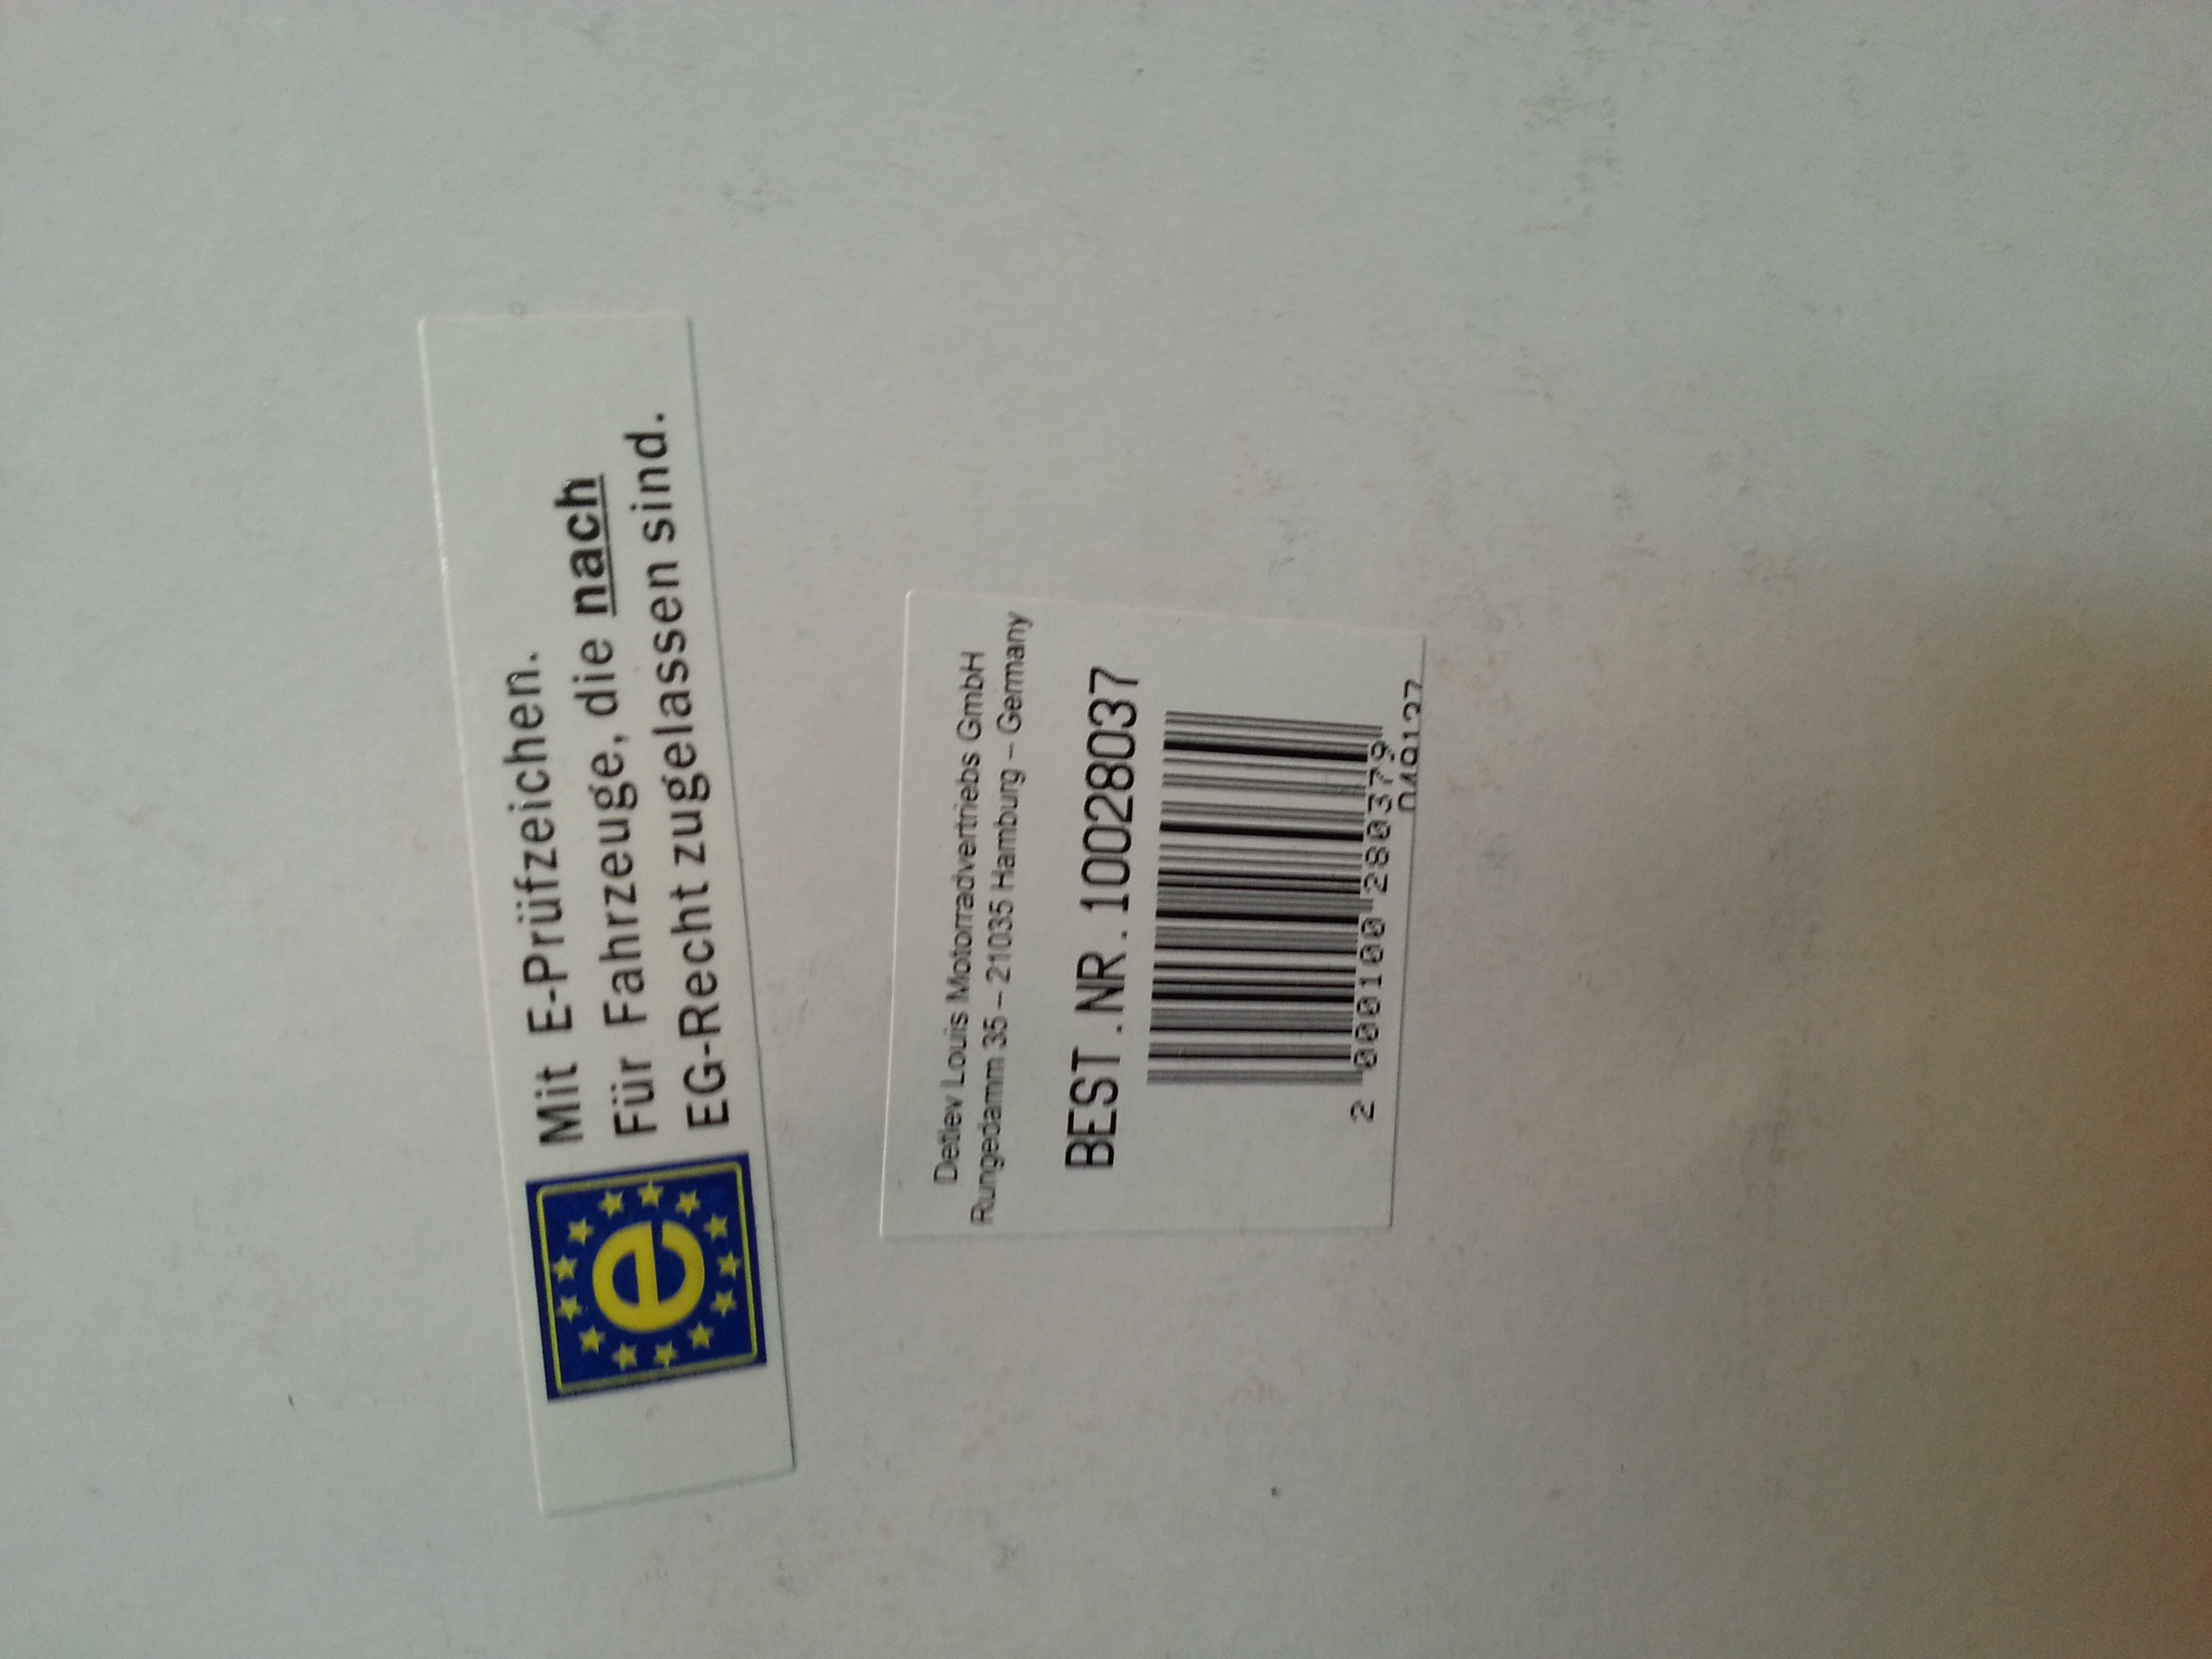 e
Mit E-Prüfzeichen.
Für Fahrzeuge, die nach
EG-Recht zugelassen sind.
Detlev Louis Motorradvertriebs GmbH
Rungedamm 35 – 21035 Hamburg – Germany
BEST.NR.10028037
2 000100 280379